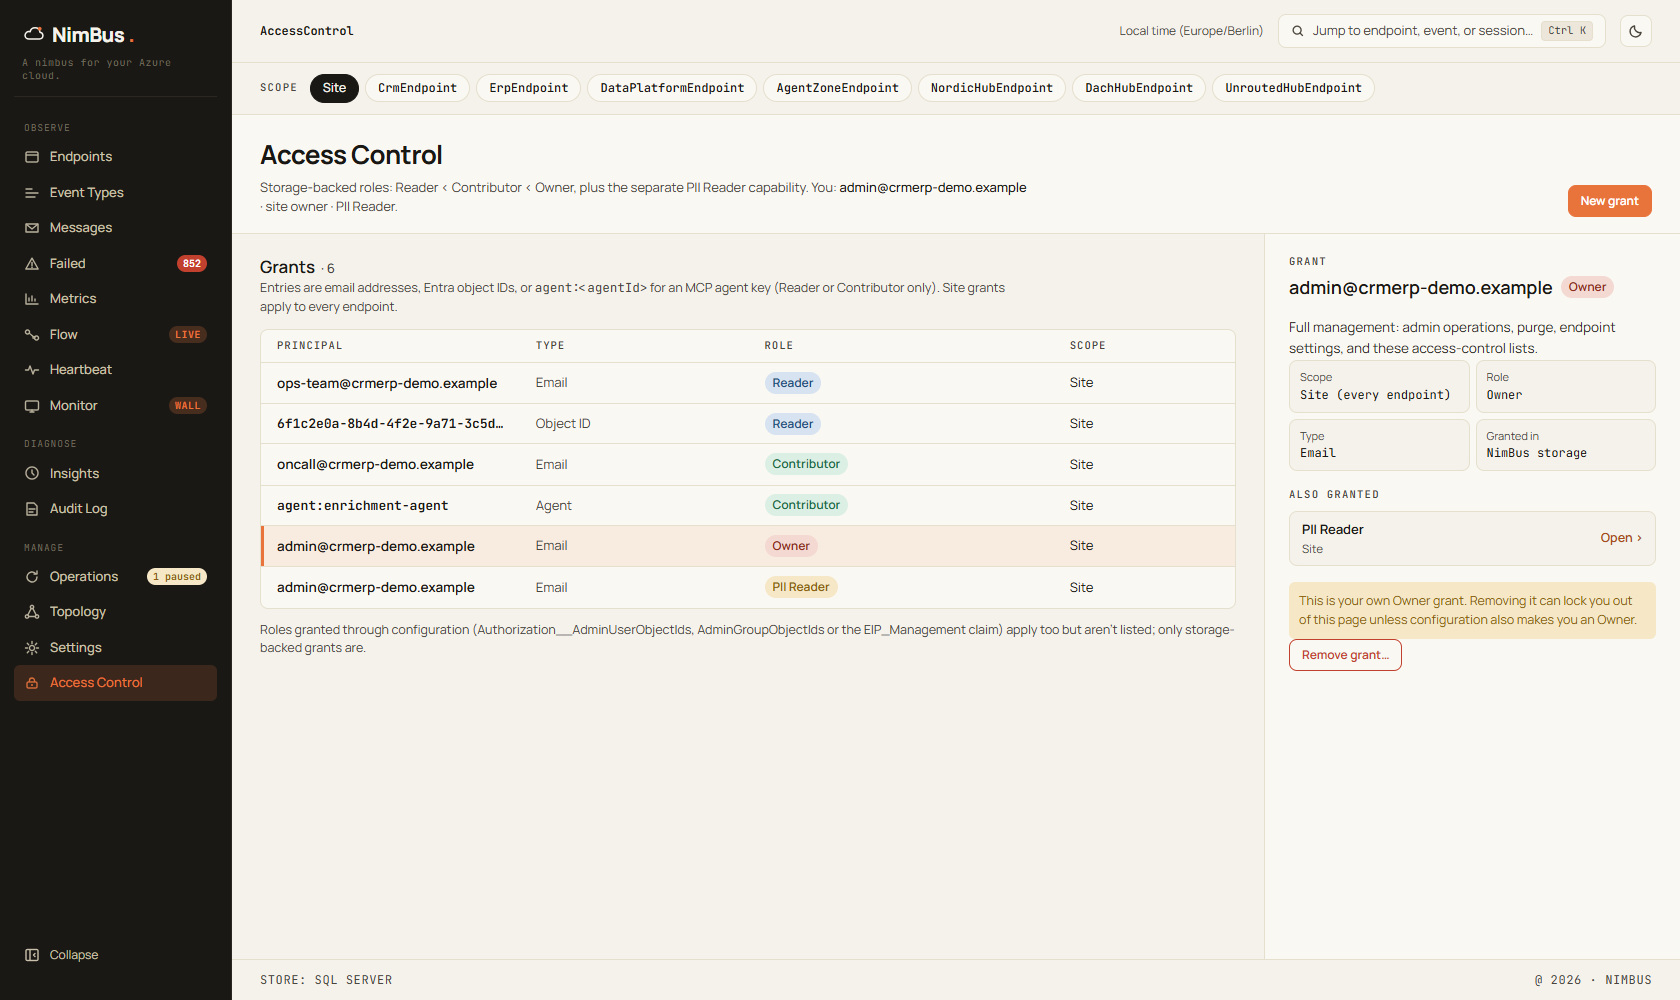 NimBus.
A nimbus for your Azure
cloud.
OBSERVE
Endpoints
Event Types
Messages
Failed 852
Metrics
Flow LIVE
Heartbeat
Monitor WALL
DIAGNOSE
Insights
Audit Log
MANAGE
Operations 1 paused
Topology
Settings
Access Control
Collapse
AccessControl
Local time (Europe/Berlin)
Jump to endpoint, event, or session... Ctrl K
SCOPE Site CrmEndpoint ErpEndpoint DataPlatformEndpoint AgentZoneEndpoint NordicHubEndpoint DachHubEndpoint UnroutedHubEndpoint
Access Control
Storage-backed roles: Reader < Contributor < Owner, plus the separate PII Reader capability. You: admin@crmerp-demo.example
· site owner · PII Reader.
New grant
Grants · 6
Entries are email addresses, Entra object IDs, or agent:<agentId> for an MCP agent key (Reader or Contributor only). Site grants
apply to every endpoint.
PRINCIPAL TYPE ROLE SCOPE
ops-team@crmerp-demo.example Email Reader Site
6f1c2e0a-8b4d-4f2e-9a71-3c5d… Object ID Reader Site
oncall@crmerp-demo.example Email Contributor Site
agent:enrichment-agent Agent Contributor Site
admin@crmerp-demo.example Email Owner Site
admin@crmerp-demo.example Email PII Reader Site
Roles granted through configuration (Authorization__AdminUserObjectIds, AdminGroupObjectIds or the EIP_Management claim) apply too but aren't listed; only storage-
backed grants are.
GRANT
admin@crmerp-demo.example Owner
Full management: admin operations, purge, endpoint
settings, and these access-control lists.
Scope
Site (every endpoint)
Role
Owner
Type
Email
Granted in
NimBus storage
ALSO GRANTED
PII Reader
Site
Open ›
This is your own Owner grant. Removing it can lock you out
of this page unless configuration also makes you an Owner.
Remove grant…
STORE: SQL SERVER
@ 2026 · NIMBUS